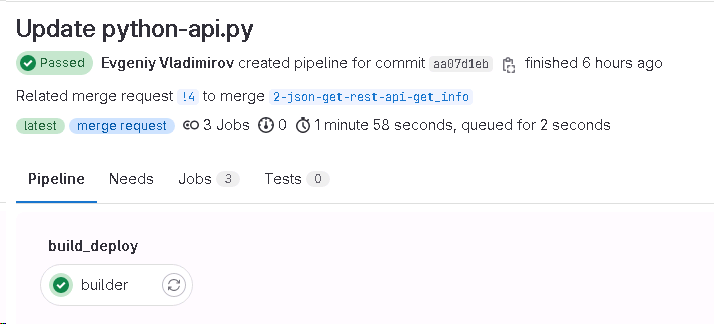 Update python-api.py
Passed Evgeniy Vladimirov created pipeline for commit aa07d1eb finished 6 hours ago
Related merge request !4 to merge 2-json-get-rest-api-get_info
latest merge request 3 Jobs 0 1 minute 58 seconds, queued for 2 seconds
Pipeline Needs Jobs 3 Tests 0
build_deploy
builder